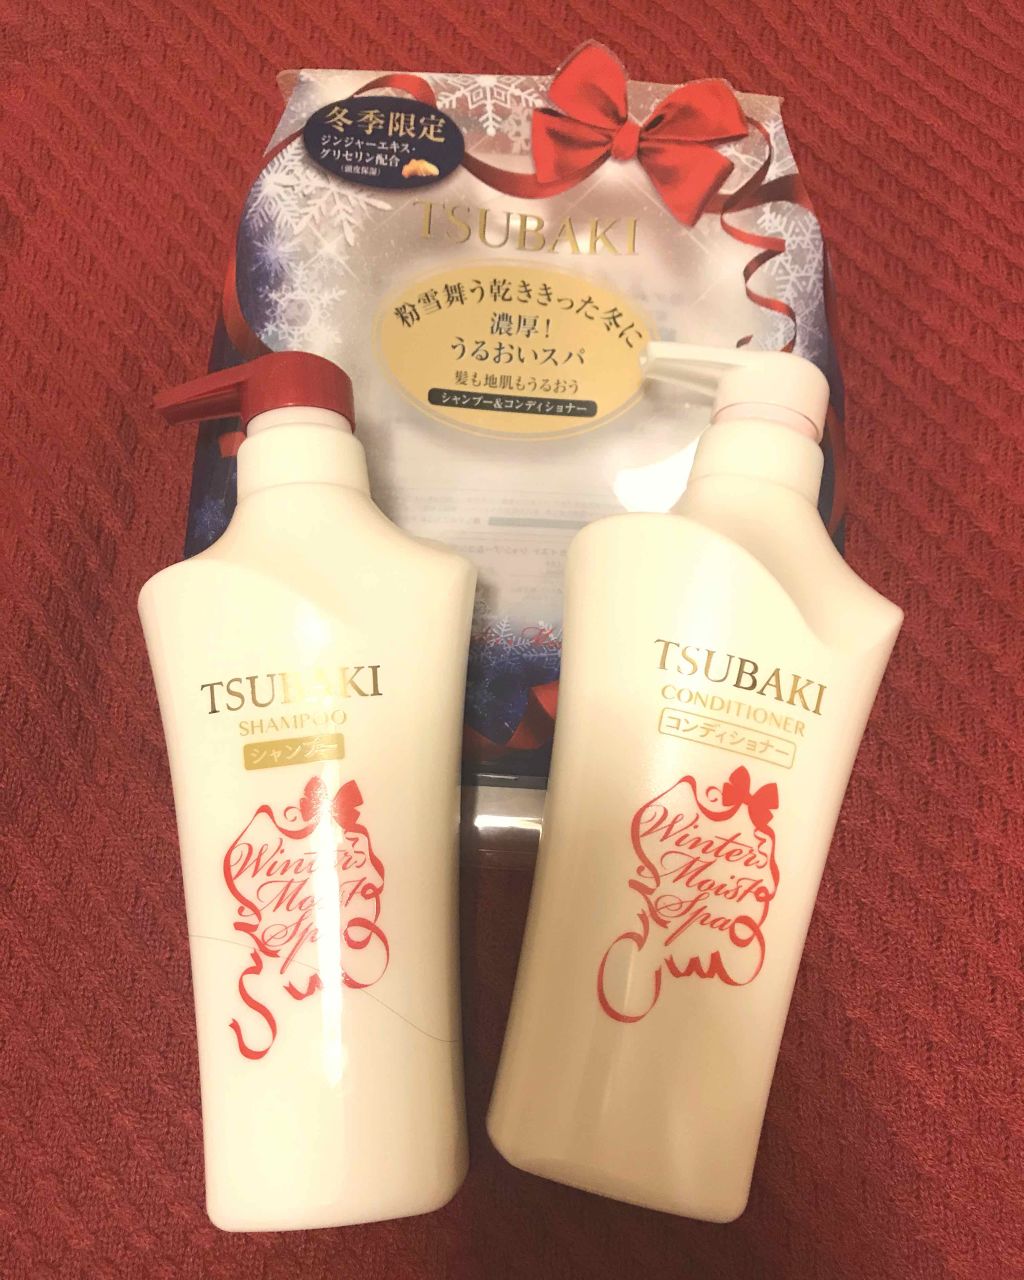 冬季限定
ジンジャーエキス・
グリセリン配合
(頭皮保湿)
TSUBAKI
粉雪舞う乾ききった冬に
濃厚!
うるおいスパ
髪も地肌もうるおう
シャンプー&コンディショナー
TSUBAKI
SHAMPOO
シャンプー
Winter
Moist
Spa
TSUBAKI
CONDITIONER
コンディショナー
Winter
Moist
Spa